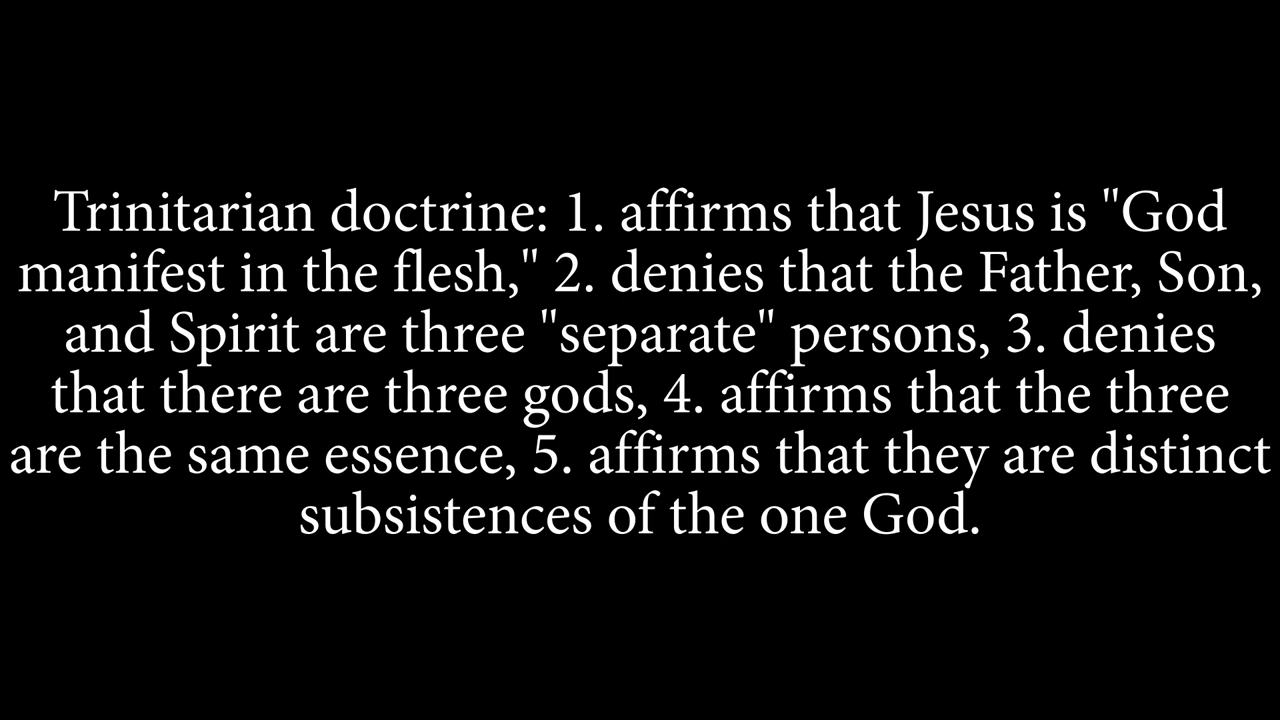 Trinitarian doctrine: 1. affirms that Jesus is "God
manifest in the flesh," 2. denies that the Father, Son,
and Spirit are three "separate" persons, 3. denies
that there are three gods, 4. affirms that the three
are the same essence, 5. affirms that they are distinct
subsistences of the one God.